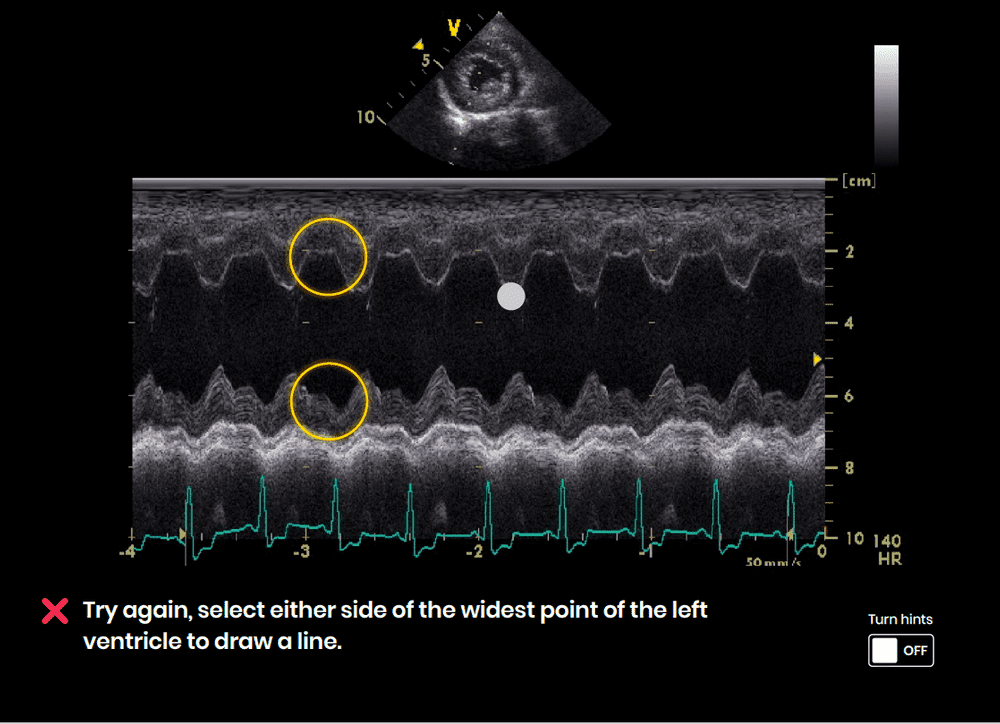 V
5
10
[cm]
2
4
6
8
10
-4
-3
-2
-1
0
140
HR
50 mm/s
Try again, select either side of the widest point of the left
ventricle to draw a line.
Turn hints
OFF